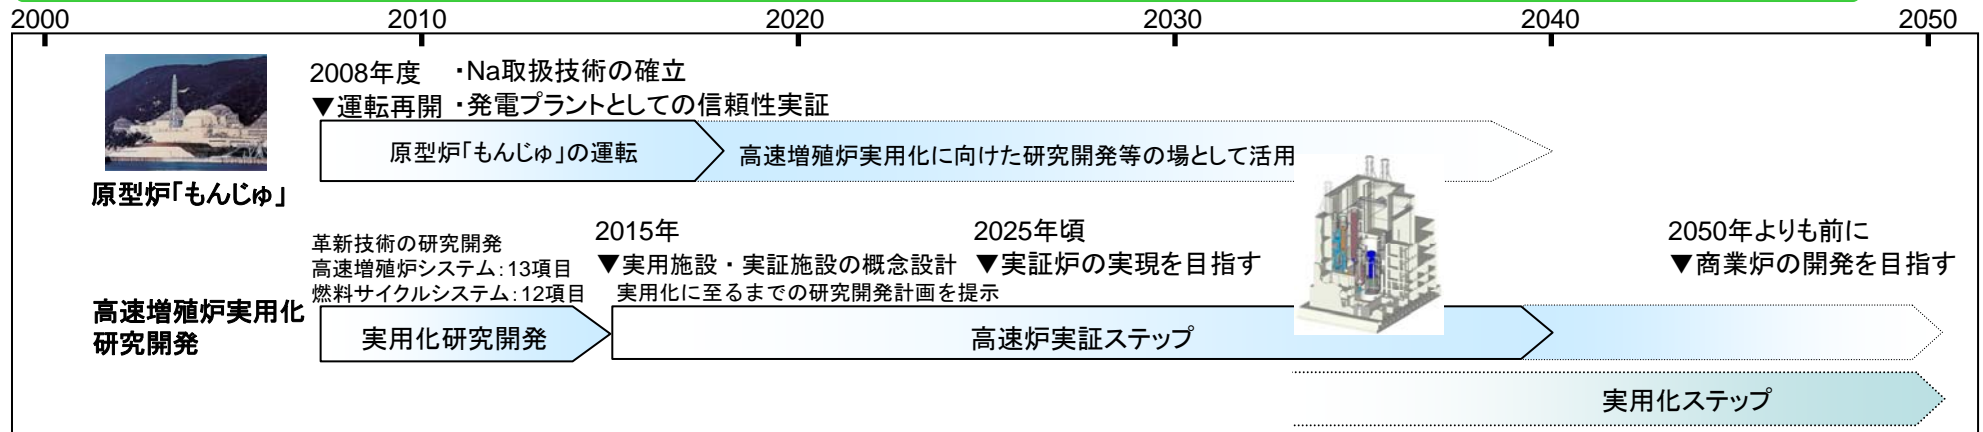 2000 2010 2020 2030 2040 2050
2008年度 ・Na取扱技術の確立
▼運転再開 ・発電プラントとしての信頼性実証
原型炉「もんじゅ」の運転
高速増殖炉実用化に向けた研究開発等の場として活用
原型炉「もんじゅ」
革新技術の研究開発
高速増殖炉システム:13項目
燃料サイクルシステム:12項目
2015年
▼実用施設・実証施設の概念設計
実用化に至るまでの研究開発計画を提示
2025年頃
▼実証炉の実現を目指す
2050年よりも前に
▼商業炉の開発を目指す
高速増殖炉実用化
研究開発
実用化研究開発
高速炉実証ステップ
実用化ステップ